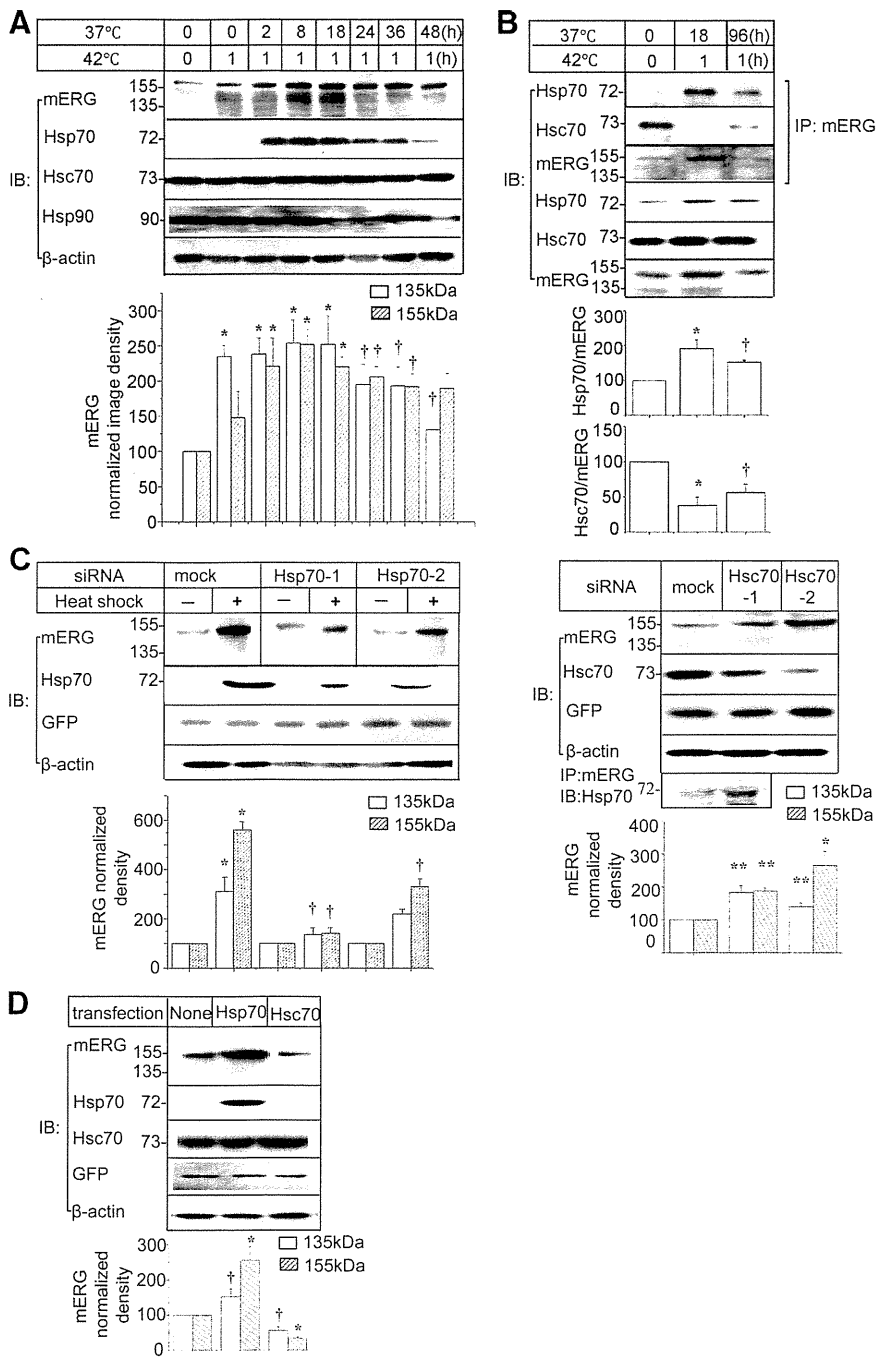 A
37°C 0 0 2 8 18 24 36 48(h)
42°C 0 1 1 1 1 1 1 1(h)
IB:
mERG 155
135
Hsp70 72
Hsc70 73
Hsp90 90
β-actin
135kDa
155kDa
mERG
normalized image density
300
250
200
150
100
50
0
* * * * * * * † † † † †
B
37°C 0 18 96(h)
42°C 0 1 1(h)
IB:
Hsp70 72
Hsc70 73
mERG 155
135
IP: mERG
Hsp70 72
Hsc70 73
mERG 155
135
Hsp70/mERG
300
200
100
0
* †
Hsc70/mERG
150
100
50
0
* †
C
siRNA mock Hsp70-1 Hsp70-2
Heat shock — + — + — +
IB:
mERG 155
135
Hsp70 72
GFP
β-actin
135kDa
155kDa
mERG normalized
density
600
400
200
0
* * † † †
siRNA mock Hsc70 Hsc70
-1 -2
IB:
mERG 155
135
Hsc70 73
GFP
β-actin
IP:mERG
IB:Hsp70 72
135kDa
155kDa
mERG
normalized
density
400
300
200
100
0
** ** ** *
D
transfection None Hsp70 Hsc70
IB:
mERG 155
135
Hsp70 72
Hsc70 73
GFP
β-actin
135kDa
155kDa
mERG
normalized
density
300
200
100
0
† * † *